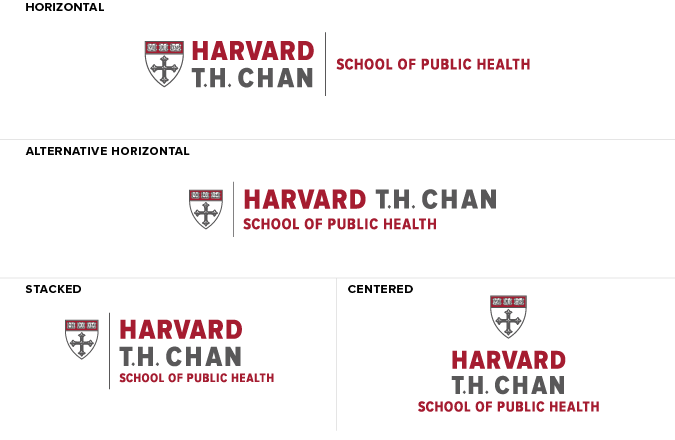 HORIZONTAL
HARVARD
T.H. CHAN
SCHOOL OF PUBLIC HEALTH
ALTERNATIVE HORIZONTAL
HARVARD T.H. CHAN
SCHOOL OF PUBLIC HEALTH
STACKED
HARVARD
T.H. CHAN
SCHOOL OF PUBLIC HEALTH
CENTERED
HARVARD
T.H. CHAN
SCHOOL OF PUBLIC HEALTH